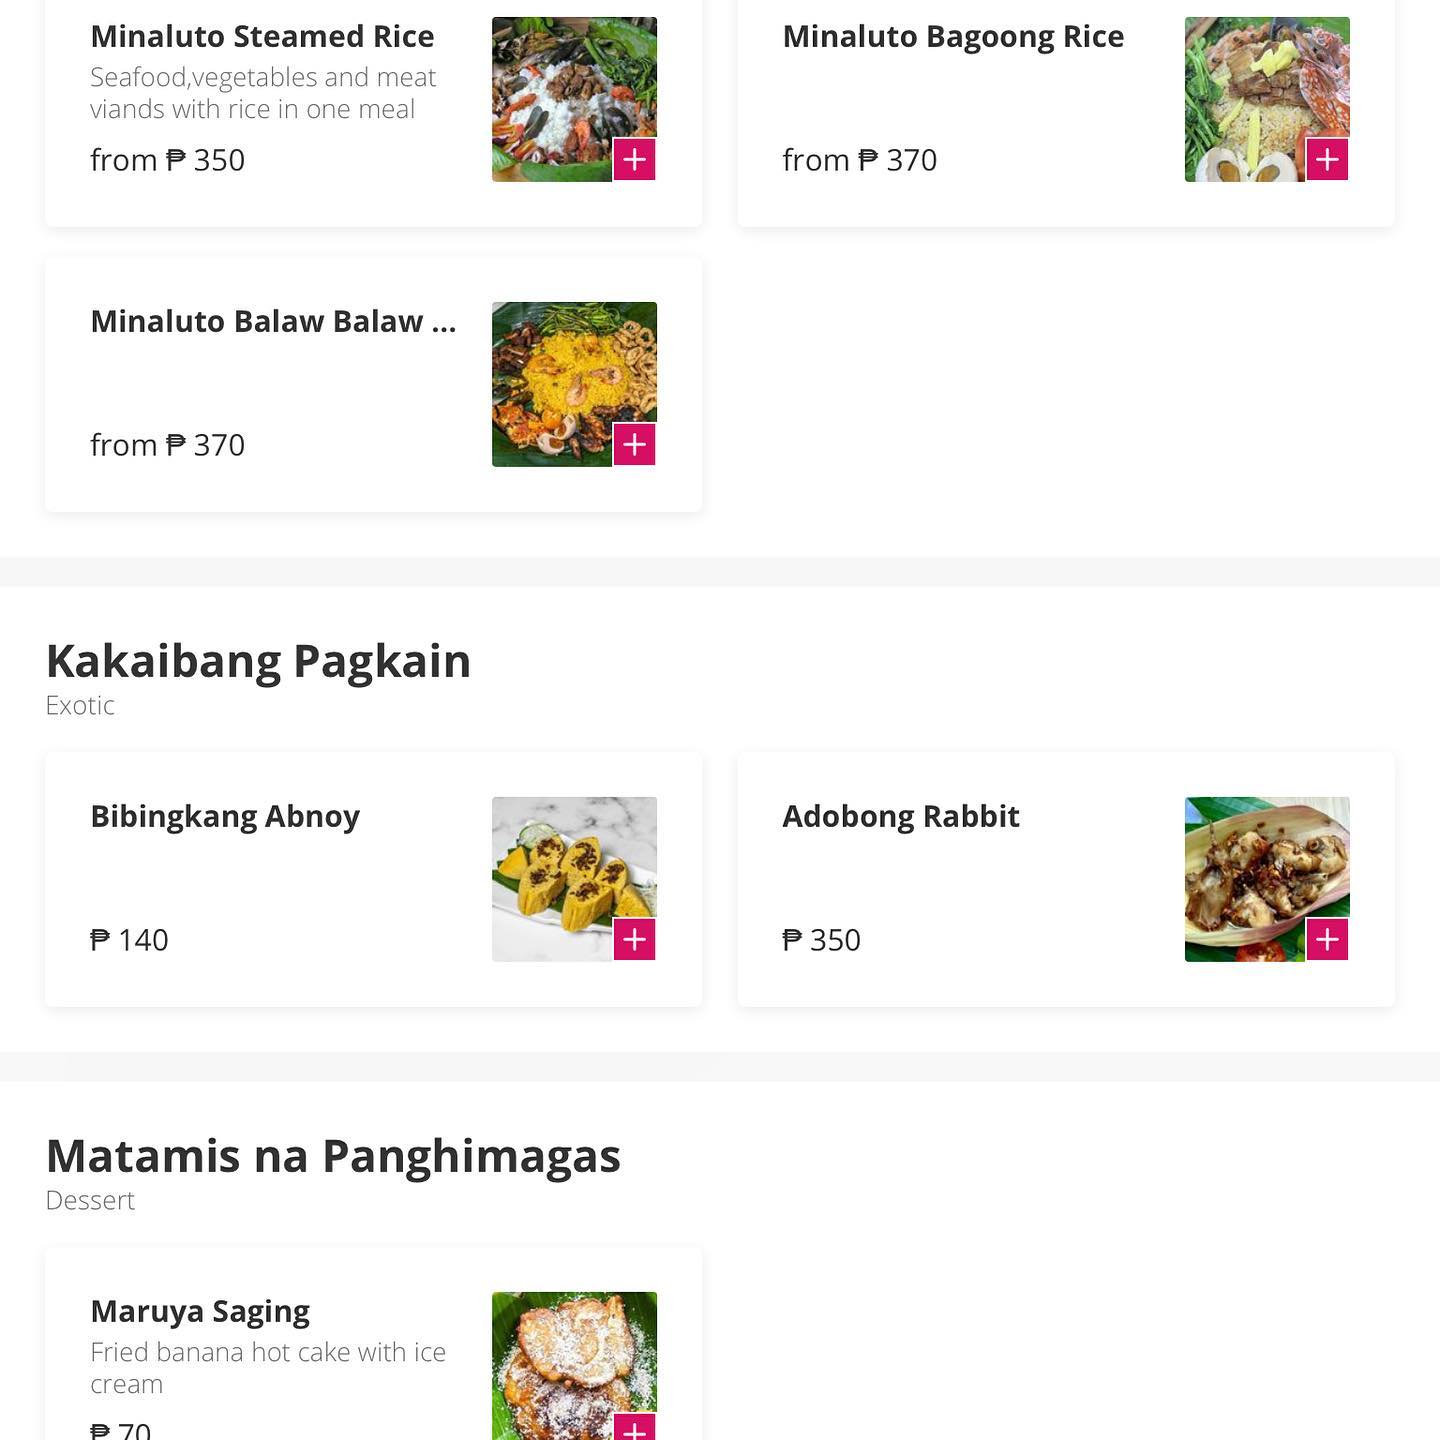 Minaluto Steamed Rice
Seafood,vegetables and meat
viands with rice in one meal
from ₱ 350
Minaluto Bagoong Rice
from ₱ 370
Minaluto Balaw Balaw ...
from ₱ 370
Kakaibang Pagkain
Exotic
Bibingkang Abnoy
₱ 140
Adobong Rabbit
₱ 350
Matamis na Panghimagas
Dessert
Maruya Saging
Fried banana hot cake with ice
cream
₱ 70